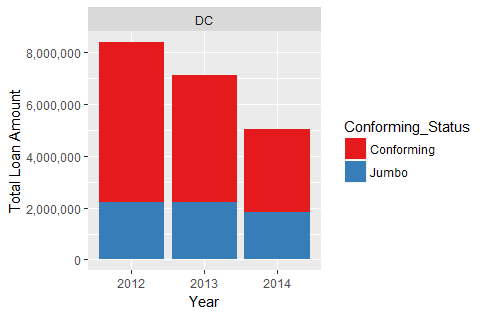 DC
Total Loan Amount
8,000,000
6,000,000
4,000,000
2,000,000
0
2012 2013 2014
Year
Conforming_Status
Conforming
Jumbo